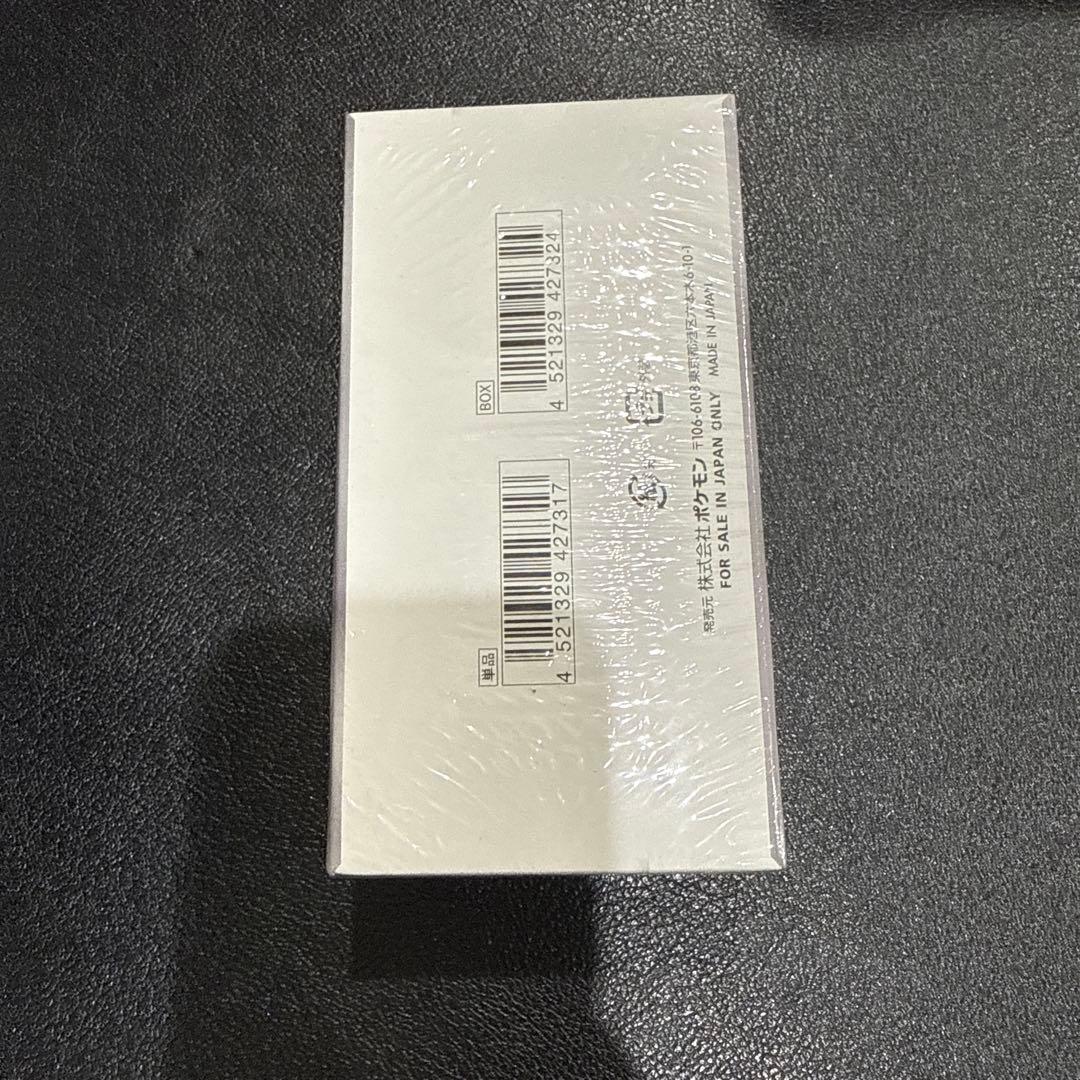 単品
4 521329 427317
BOX
4 521329 427324
発売元 株式会社ポケモン 〒106-6108 東京都港区六本木6-10-1
FOR SALE IN JAPAN ONLY MADE IN JAPAN